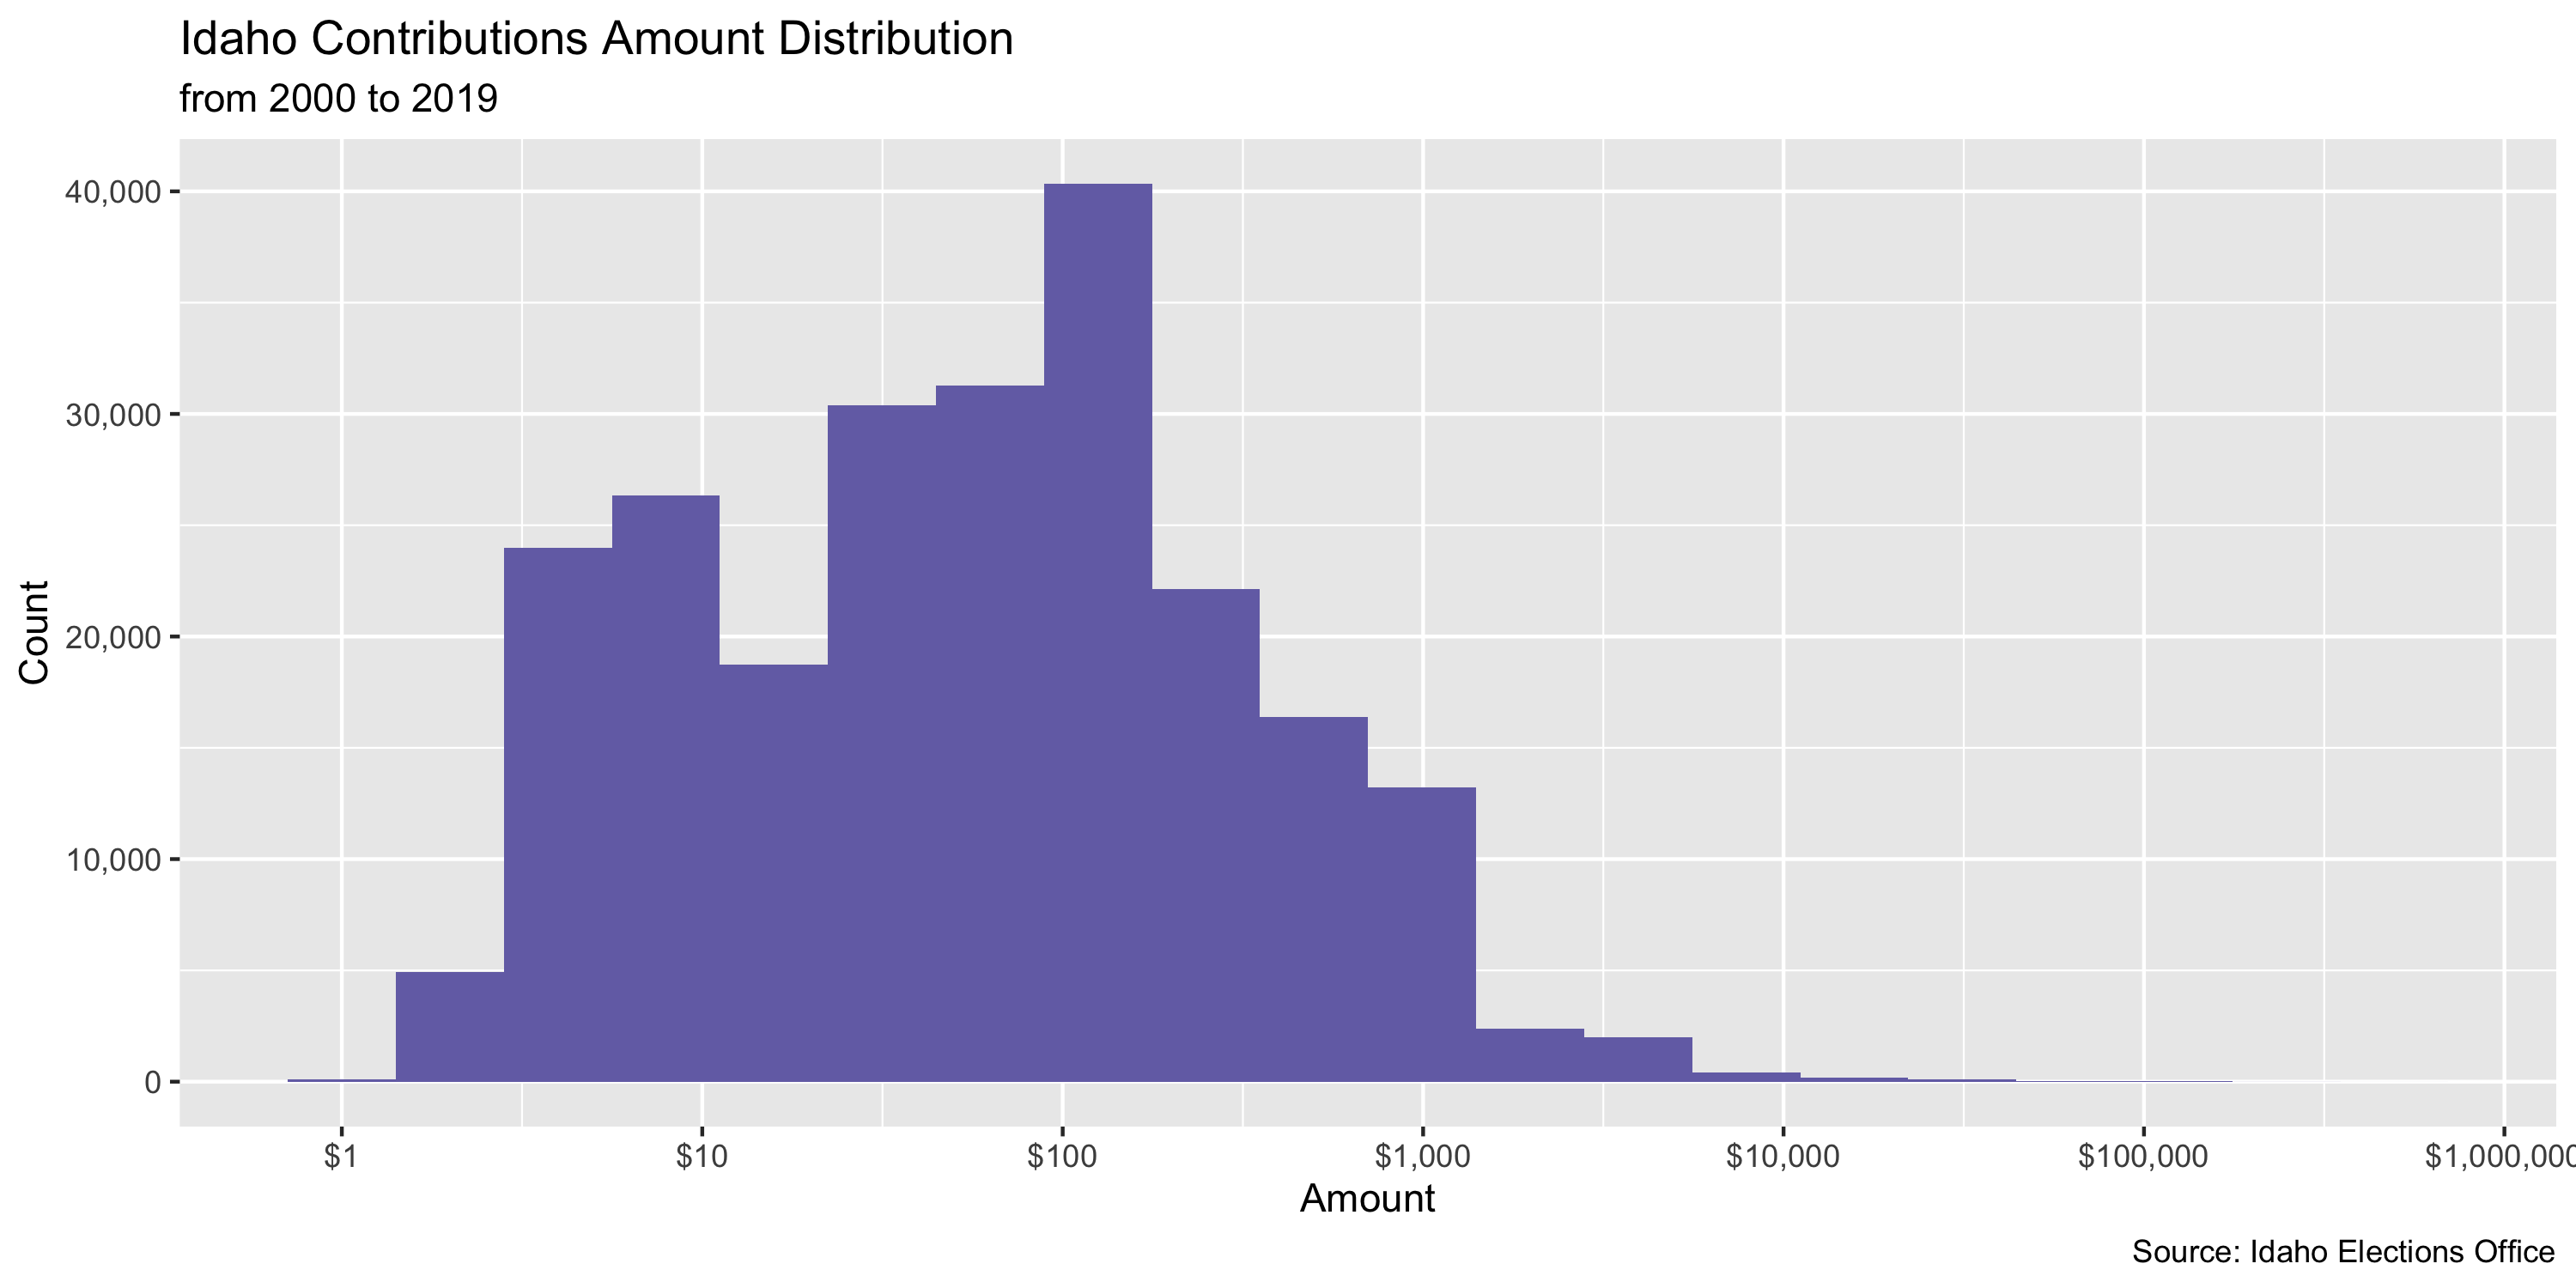 Idaho Contributions Amount Distribution
from 2000 to 2019
40,000
30,000
20,000
10,000
0
Count
$1
$10
$100
$1,000
$10,000
$100,000
$1,000,000
Amount
Source: Idaho Elections Office